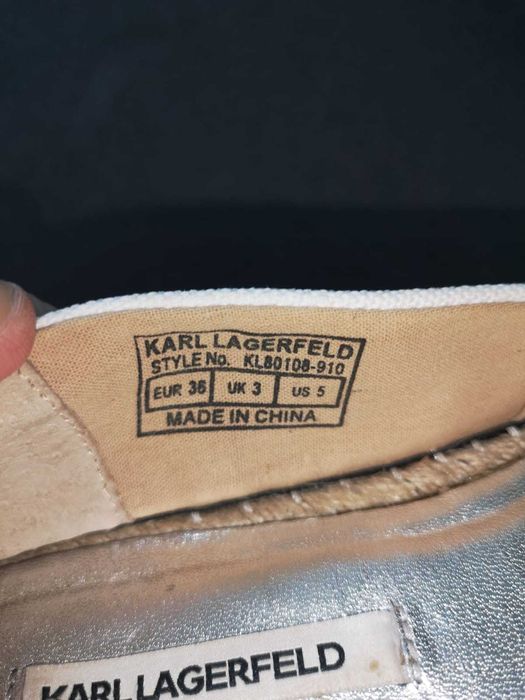 KARL LAGERFELD
STYLE No. KL80108-910
EUR 36 UK 3 US 5
MADE IN CHINA
KARL LAGERFELD